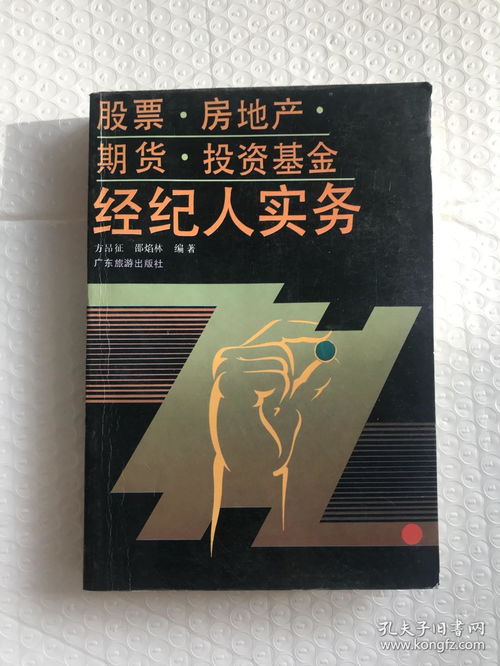 股票·房地产·
期货·投资基金
经纪人实务
方昂征 邵焰林 编著
广东旅游出版社
孔夫子旧书网
www.kongfz.com